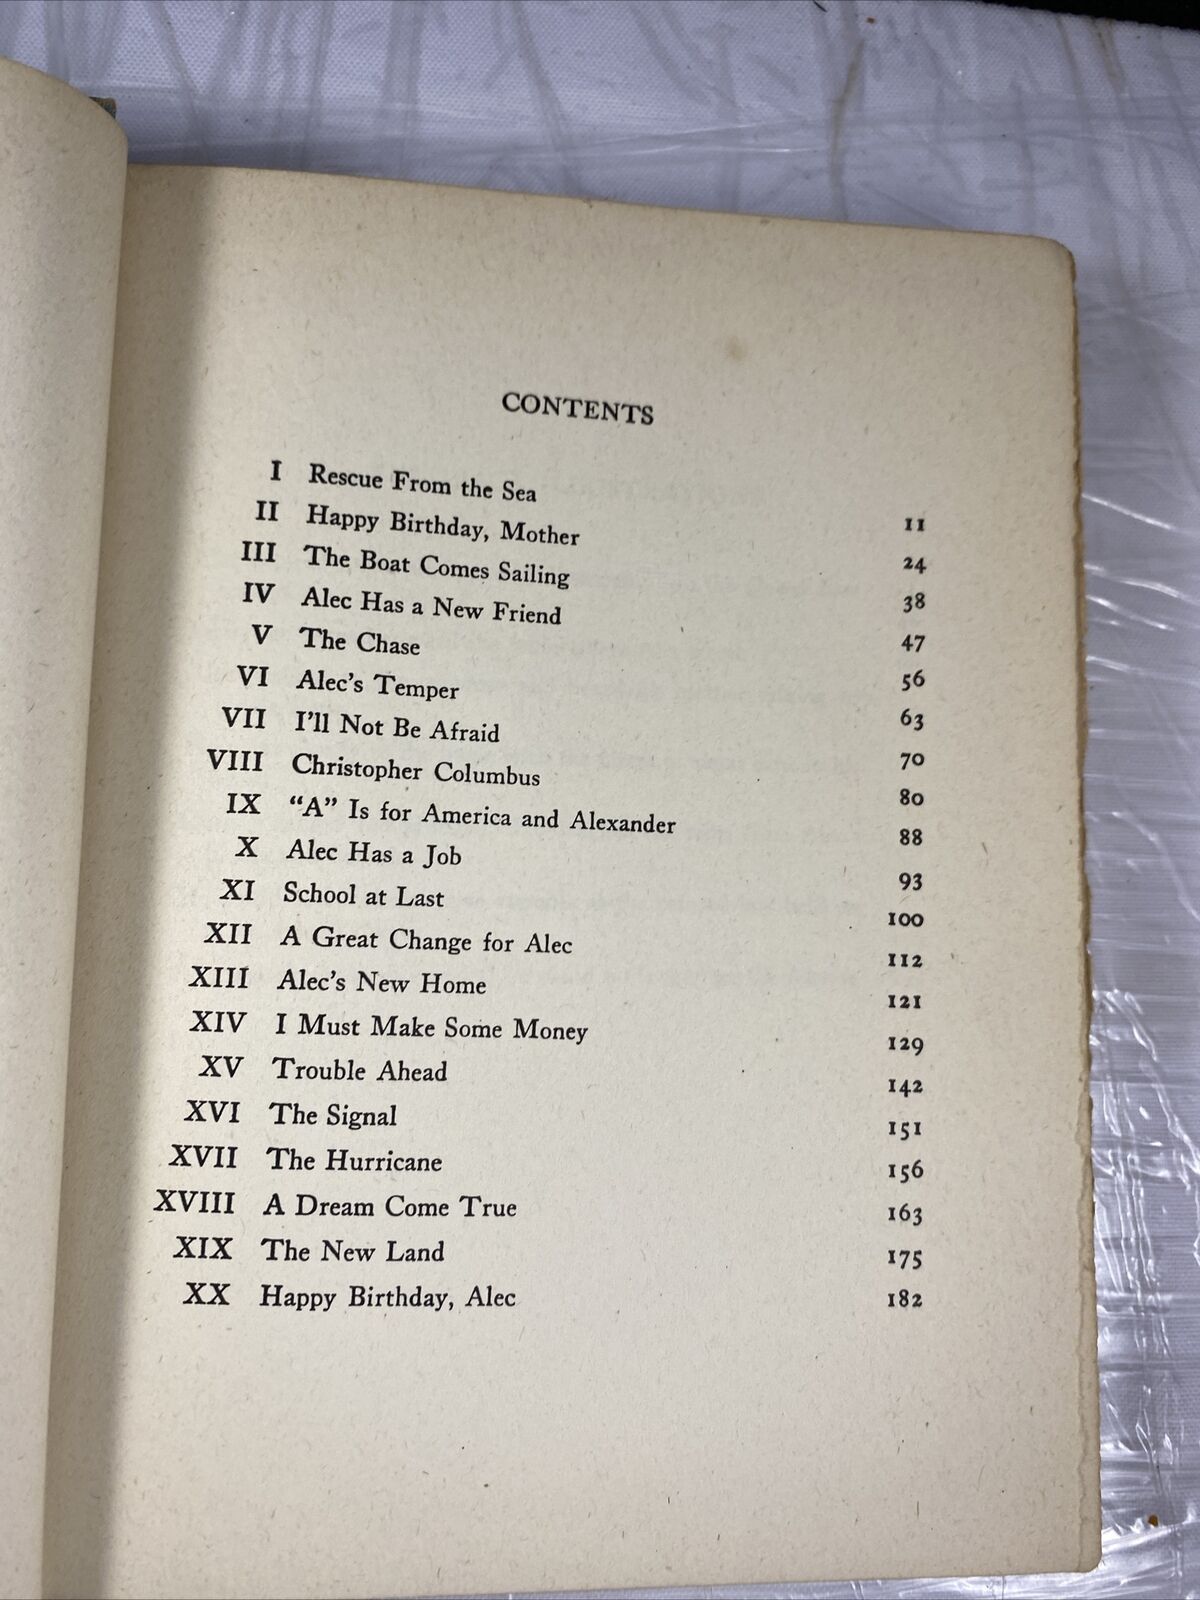 CONTENTS
I Rescue From the Sea 11
II Happy Birthday, Mother 24
III The Boat Comes Sailing 38
IV Alec Has a New Friend 47
V The Chase 56
VI Alec's Temper 63
VII I'll Not Be Afraid 70
VIII Christopher Columbus 80
IX “A” Is for America and Alexander 88
X Alec Has a Job 93
XI School at Last 100
XII A Great Change for Alec 112
XIII Alec's New Home 121
XIV I Must Make Some Money 129
XV Trouble Ahead 142
XVI The Signal 151
XVII The Hurricane 156
XVIII A Dream Come True 163
XIX The New Land 175
XX Happy Birthday, Alec 182